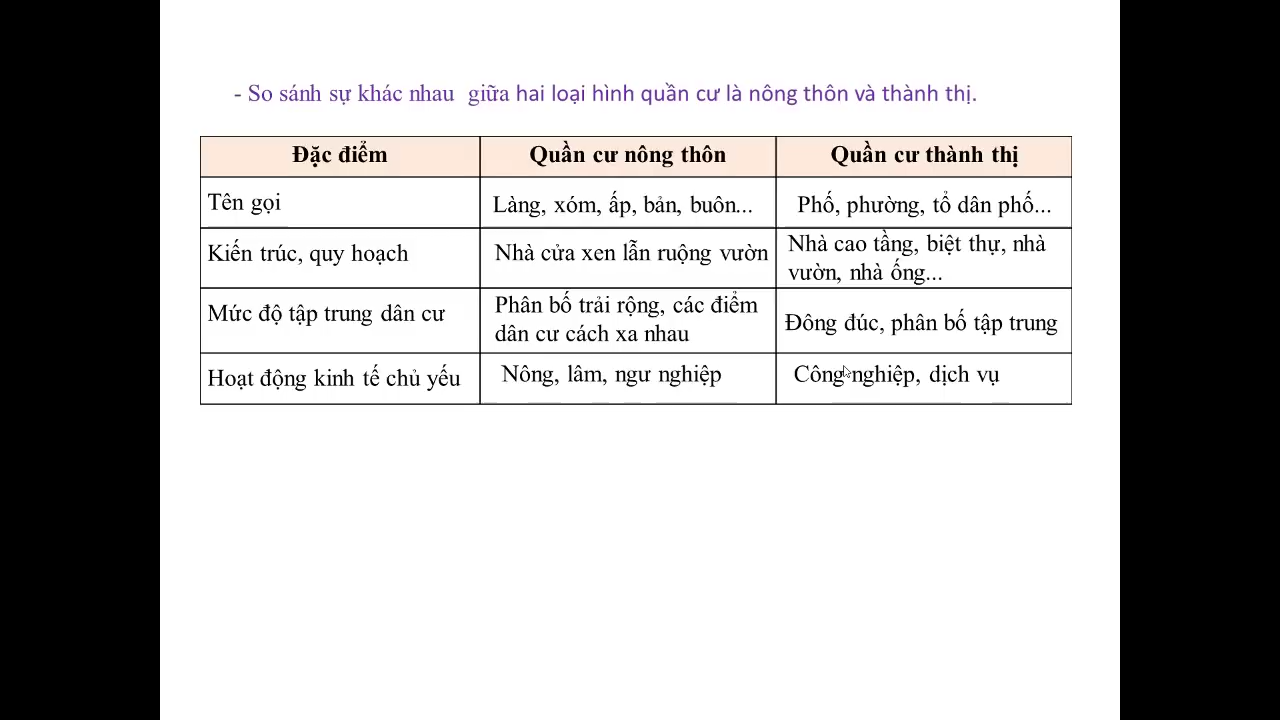 - So sánh sự khác nhau giữa hai loại hình quần cư là nông thôn và thành thị.
Đặc điểm
Quần cư nông thôn
Quần cư thành thị
Tên gọi
Làng, xóm, ấp, bản, buôn...
Phố, phường, tổ dân phố...
Kiến trúc, quy hoạch
Nhà cửa xen lẫn ruộng vườn
Nhà cao tầng, biệt thự, nhà
vườn, nhà ống...
Mức độ tập trung dân cư
Phân bố trải rộng, các điểm
dân cư cách xa nhau
Đông đúc, phân bố tập trung
Hoạt động kinh tế chủ yếu
Nông, lâm, ngư nghiệp
Công nghiệp, dịch vụ